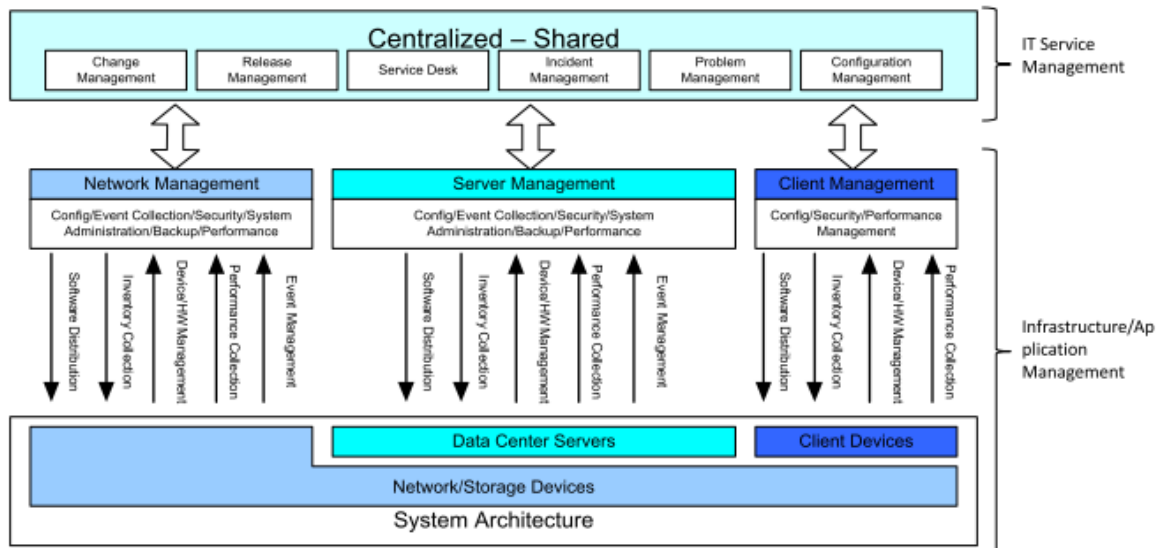 Centralized – Shared
Change
Management
Release
Management
Service Desk
Incident
Management
Problem
Management
Configuration
Management
IT Service
Management
Network Management
Config/Event Collection/Security/System
Administration/Backup/Performance
Server Management
Config/Event Collection/Security/System
Administration/Backup/Performance
Client Management
Config/Security/Performance
Management
Software Distribution
Inventory Collection
Device/HW Management
Performance Collection
Event Management
Software Distribution
Inventory Collection
Device/HW Management
Performance Collection
Event Management
Software Distribution
Inventory Collection
Device/HW Management
Performance Collection
Infrastructure/Ap
plication
Management
Data Center Servers
Client Devices
Network/Storage Devices
System Architecture